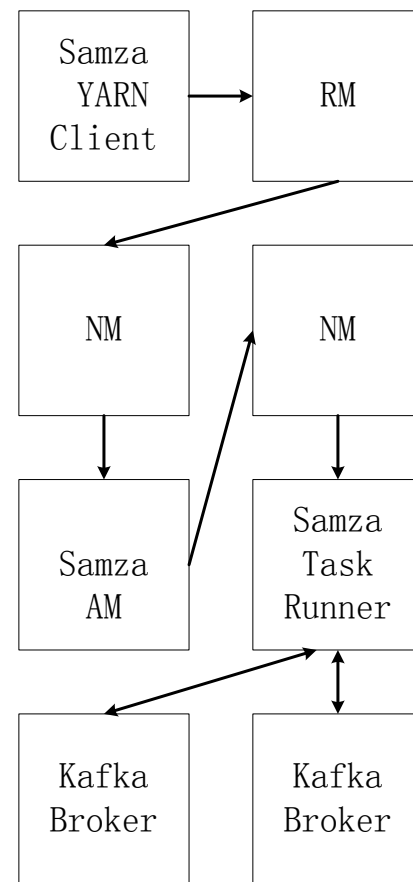 Samza
YARN
Client
RM
NM
NM
Samza
AM
Samza
Task
Runner
Kafka
Broker
Kafka
Broker